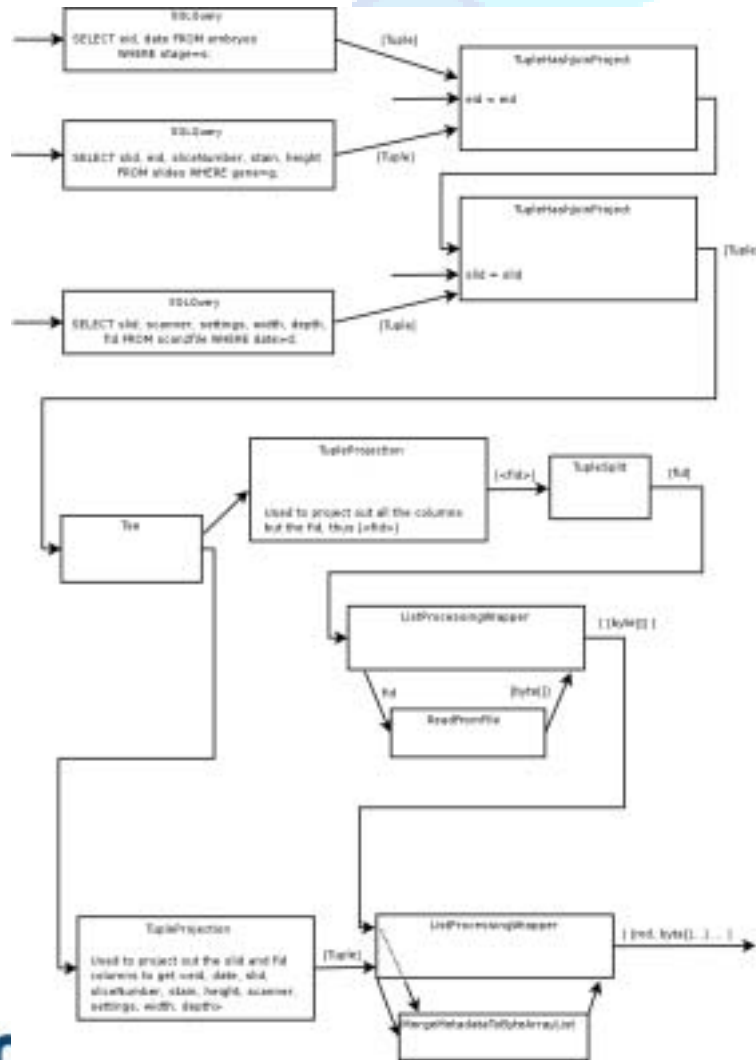 SQLQuery
SELECT eid, date FROM embryos
WHERE stage=s.
[Tuple]
TupleHashJoinProject
eid = eid
SQLQuery
SELECT slid, eid, sliceNumber, stain, height
FROM slides WHERE gene=g.
[Tuple]
TupleHashJoinProject
slid = slid
[Tuple
SQLQuery
SELECT slid, scanner, settings, width, depth,
fid FROM scandfile WHERE date=d.
[Tuple]
TupleProjection
Used to project out all the columns
but the fid, thus [<fid>]
[<fid>]
TupleSplit
[fid]
Tee
ListProcessingWrapper
[ [byte[]] ]
fid
[byte[]]
ReadFromFile
TupleProjection
Used to project out the slid and fid
columns to get <eid, date, slid,
sliceNumber, stain, height, scanner,
settings, width, depth>
[Tuple]
ListProcessingWrapper
[ [md, byte[]...] ... ]
MergeMetadataToByteArrayList